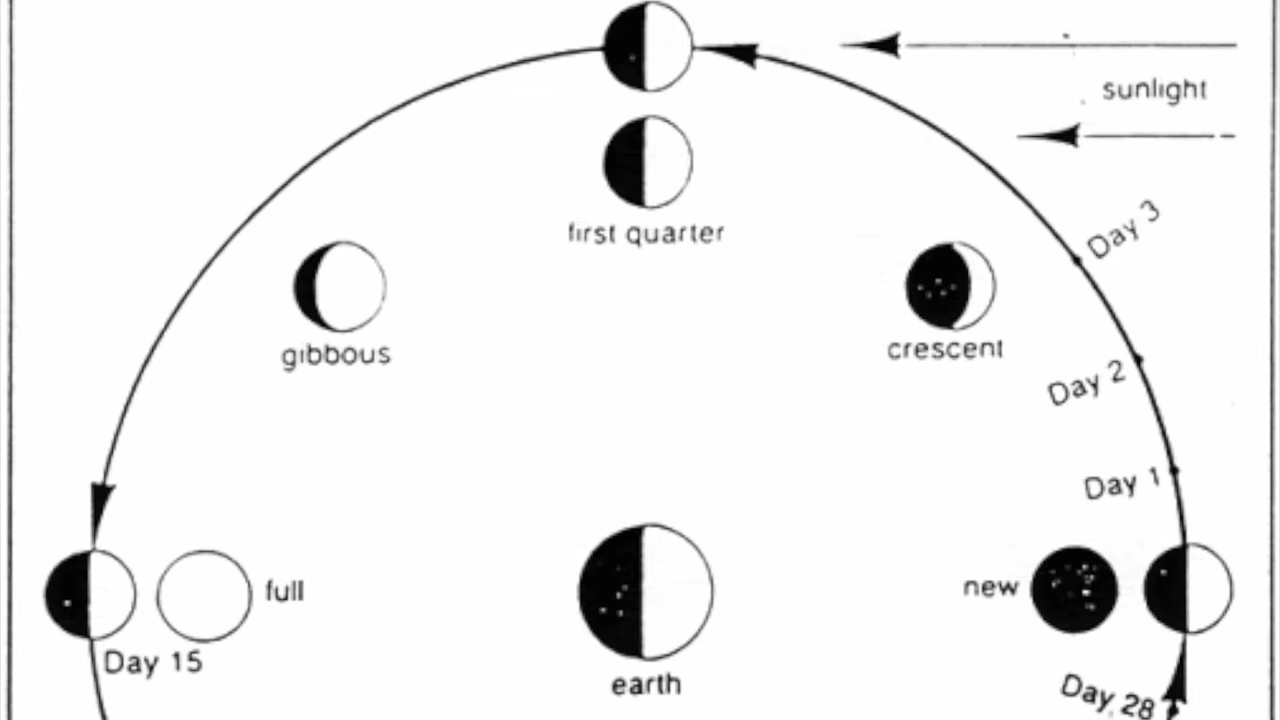 sunlight
first quarter
Day 3
gibbous
crescent
Day 2
Day 1
full
new
Day 15
earth
Day 28